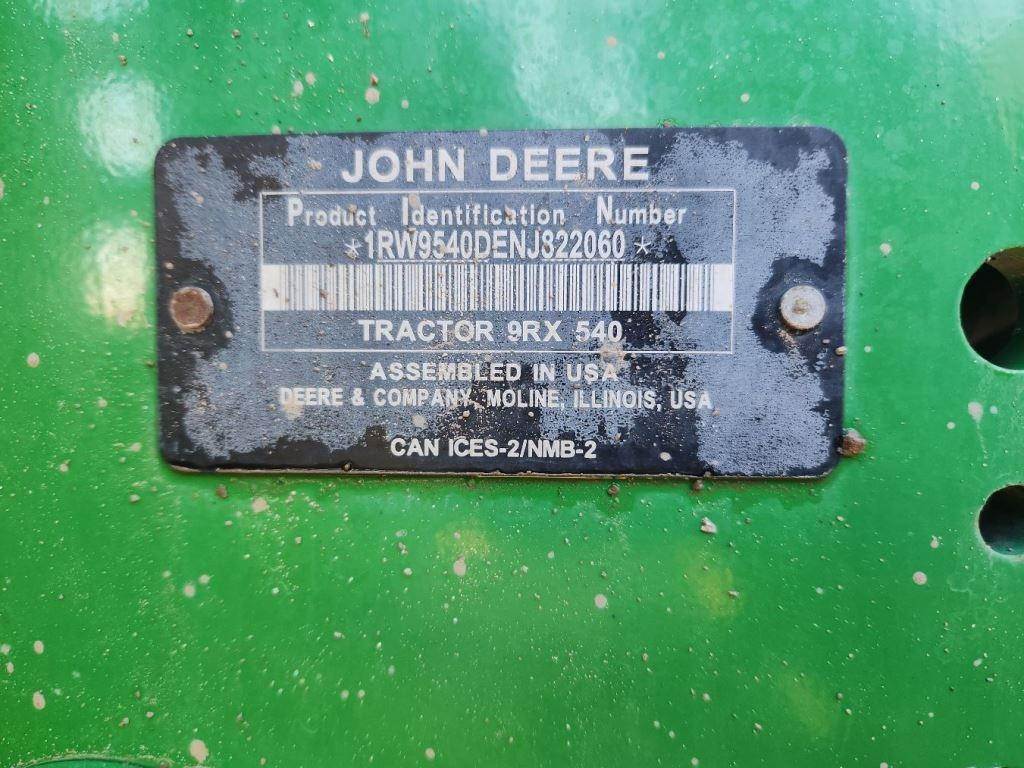 JOHN DEERE
Product Identification Number
*1RW9540DENJ822060*
TRACTOR 9RX 540
ASSEMBLED IN USA
DEERE & COMPANY, MOLINE, ILLINOIS, USA
CAN ICES-2/NMB-2